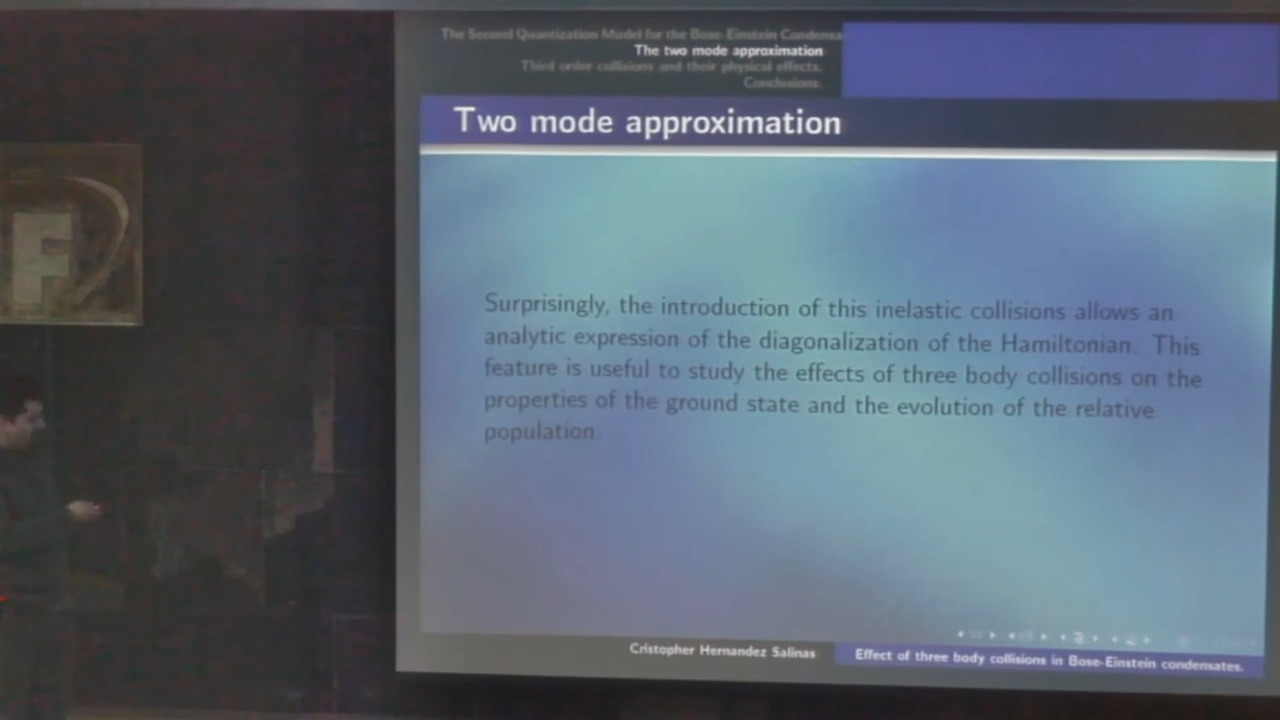 The Second Quantization Model for the Bose-Einstein Condensa
The two mode approximation
Third order collisions and their physical effects.
Conclusions.
Two mode approximation
Surprisingly, the introduction of this inelastic collisions allows an
analytic expression of the diagonalization of the Hamiltonian. This
feature is useful to study the effects of three body collisions on the
properties of the ground state and the evolution of the relative
population.
Cristopher Hernandez Salinas
Effect of three body collisions in Bose-Einstein condensates.
F